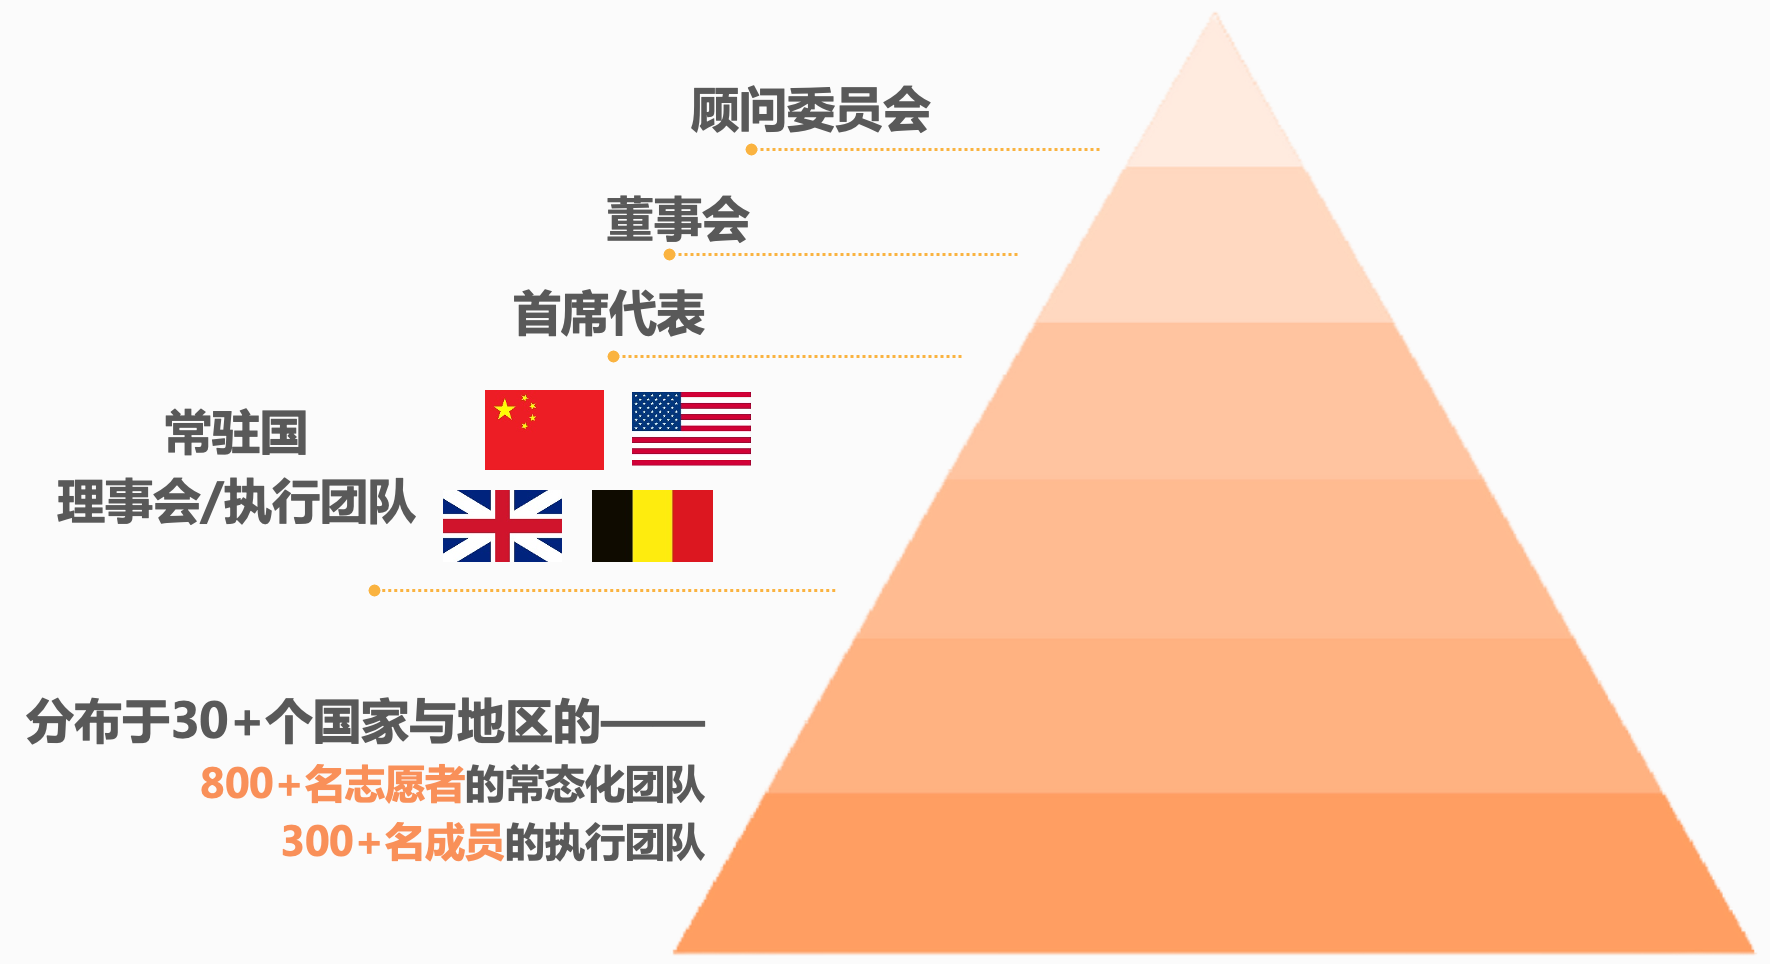 顾问委员会
董事会
首席代表
常驻国
理事会/执行团队
分布于30+个国家与地区的——
800+名志愿者的常态化团队
300+名成员的执行团队